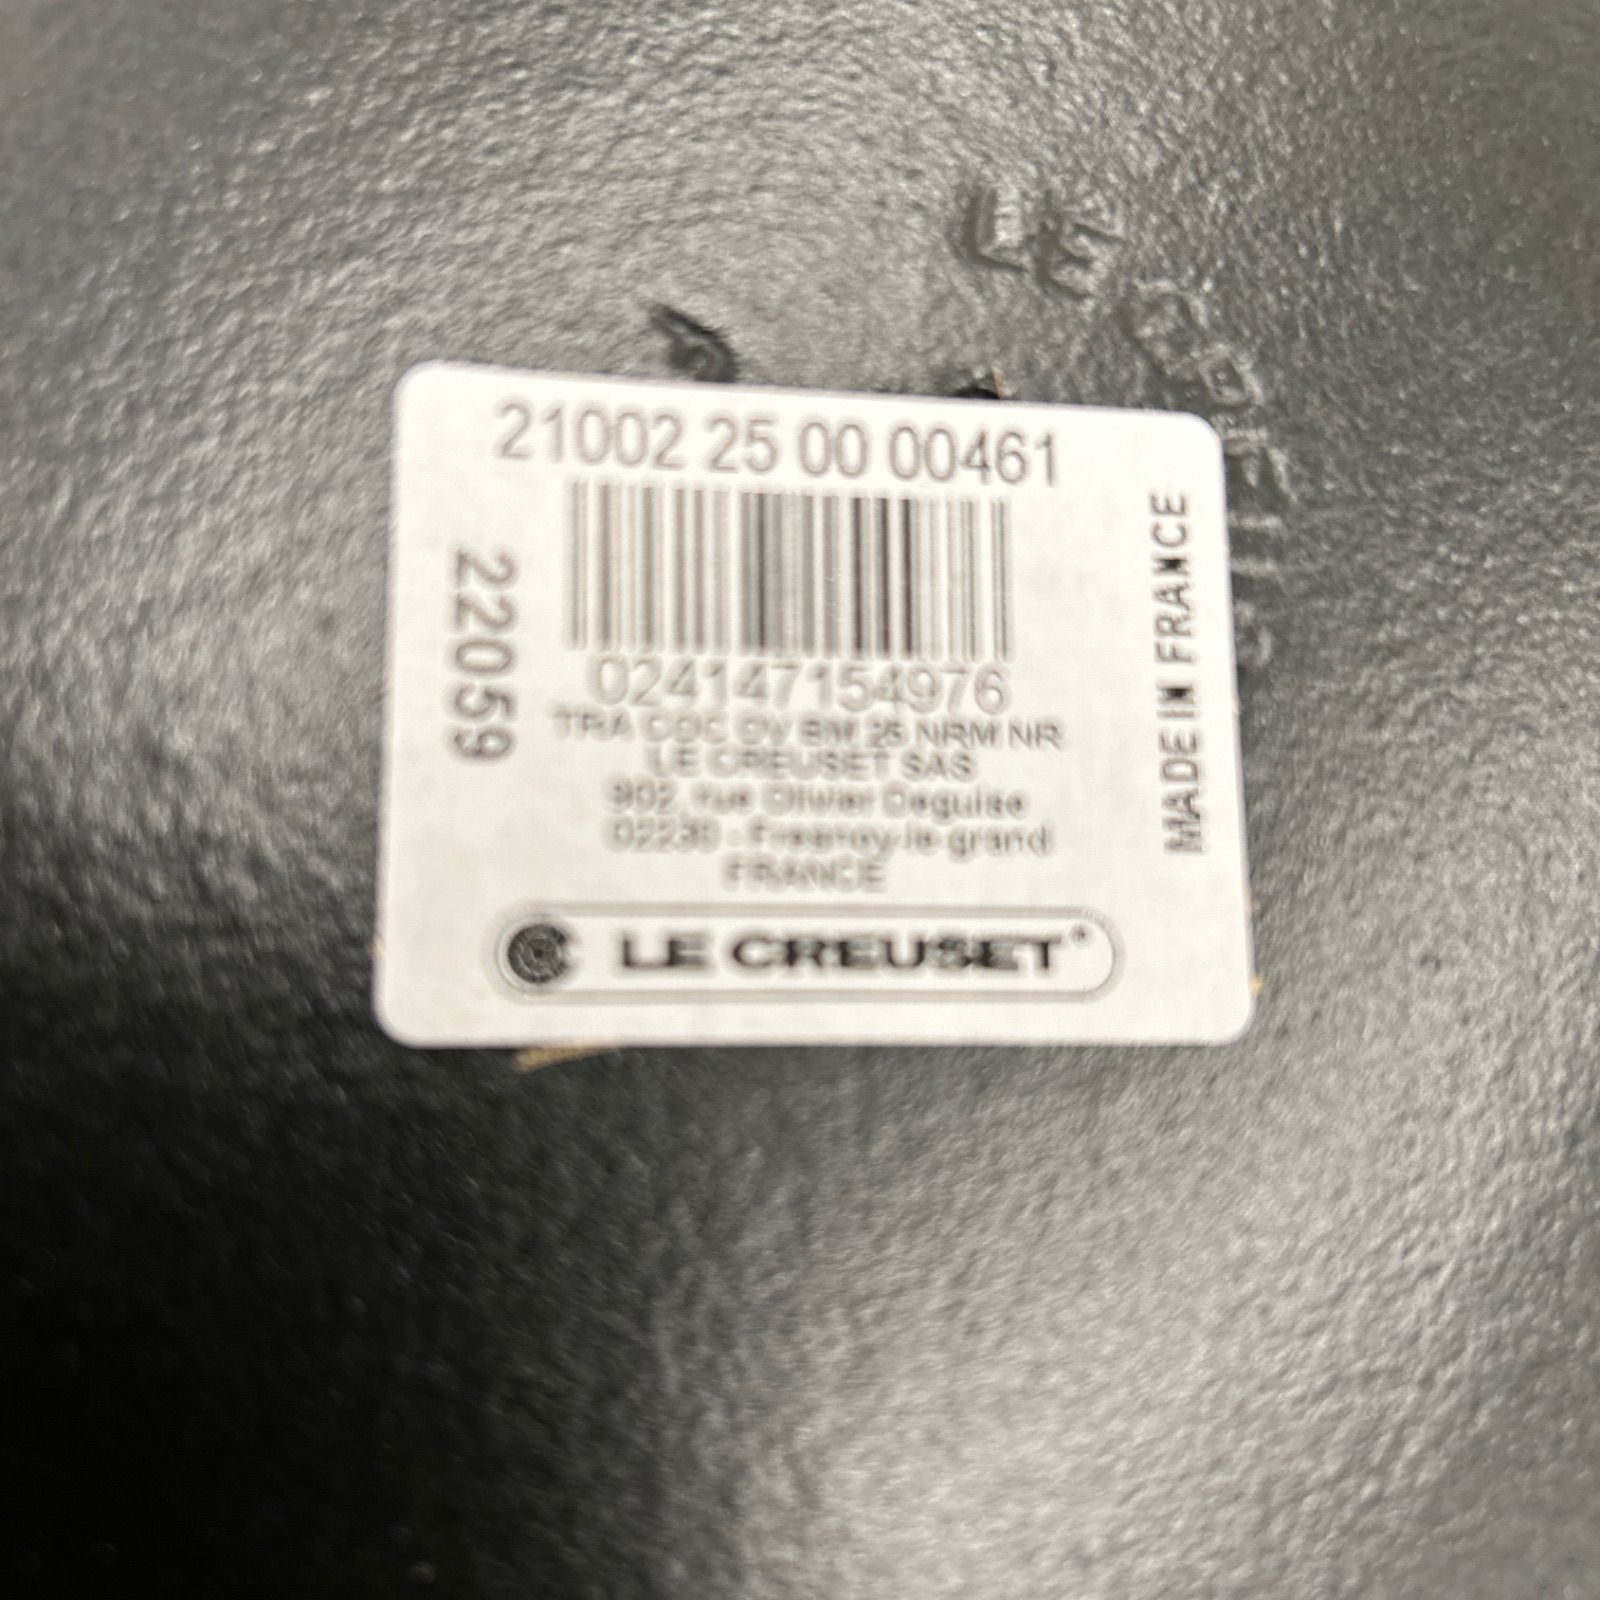 LE CREUSET
21002 25 00 00461
22059
024147154976
TRA COC DV BM 25 NRM NR
LE CREUSET SAS
902, rue Olivier Deguise
02230 - Fresnoy-le-grand
FRANCE
LE CREUSET®
MADE IN FRANCE